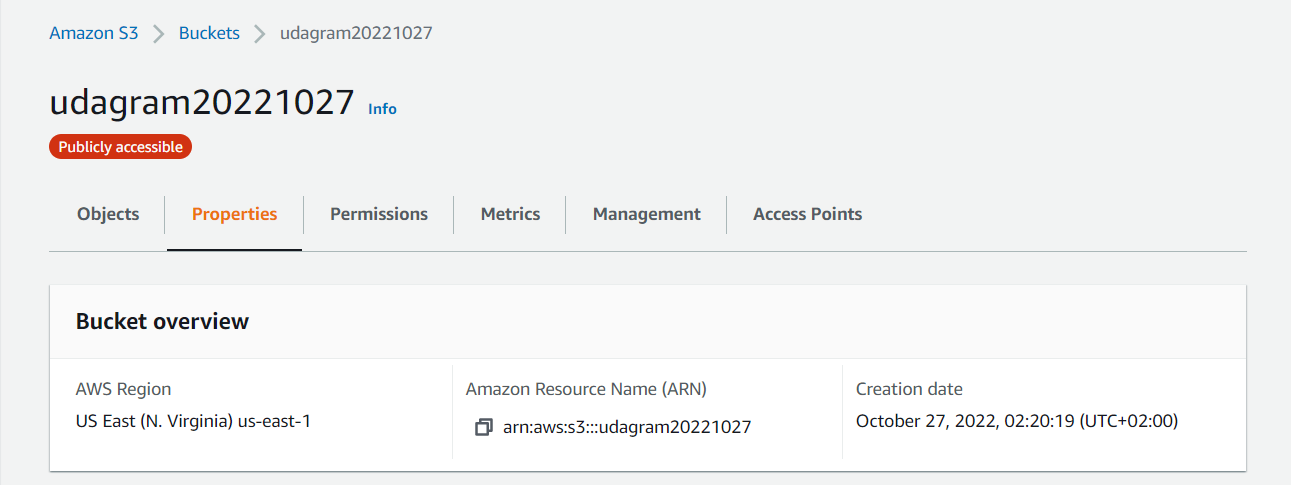 Amazon S3 > Buckets > udagram20221027
udagram20221027 Info
Publicly accessible
Objects Properties Permissions Metrics Management Access Points
Bucket overview
AWS Region Amazon Resource Name (ARN) Creation date
US East (N. Virginia) us-east-1 arn:aws:s3:::udagram20221027 October 27, 2022, 02:20:19 (UTC+02:00)